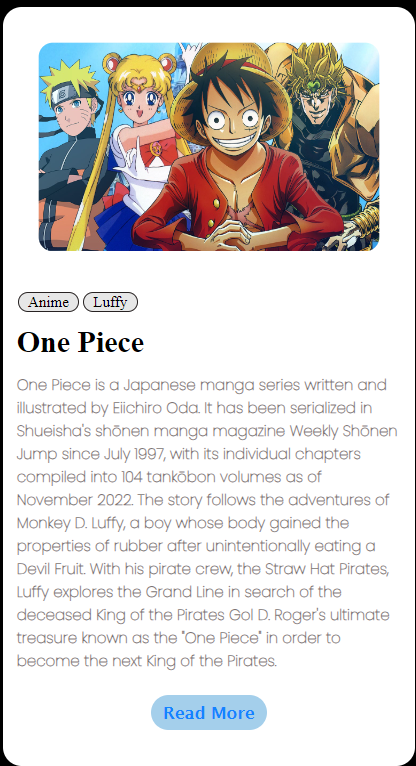 Anime Luffy
One Piece
One Piece is a Japanese manga series written and
illustrated by Eiichiro Oda. It has been serialized in
Shueisha's shōnen manga magazine Weekly Shōnen
Jump since July 1997, with its individual chapters
compiled into 104 tankōbon volumes as of
November 2022. The story follows the adventures of
Monkey D. Luffy, a boy whose body gained the
properties of rubber after unintentionally eating a
Devil Fruit. With his pirate crew, the Straw Hat Pirates,
Luffy explores the Grand Line in search of the
deceased King of the Pirates Gol D. Roger's ultimate
treasure known as the "One Piece" in order to
become the next King of the Pirates.
Read More